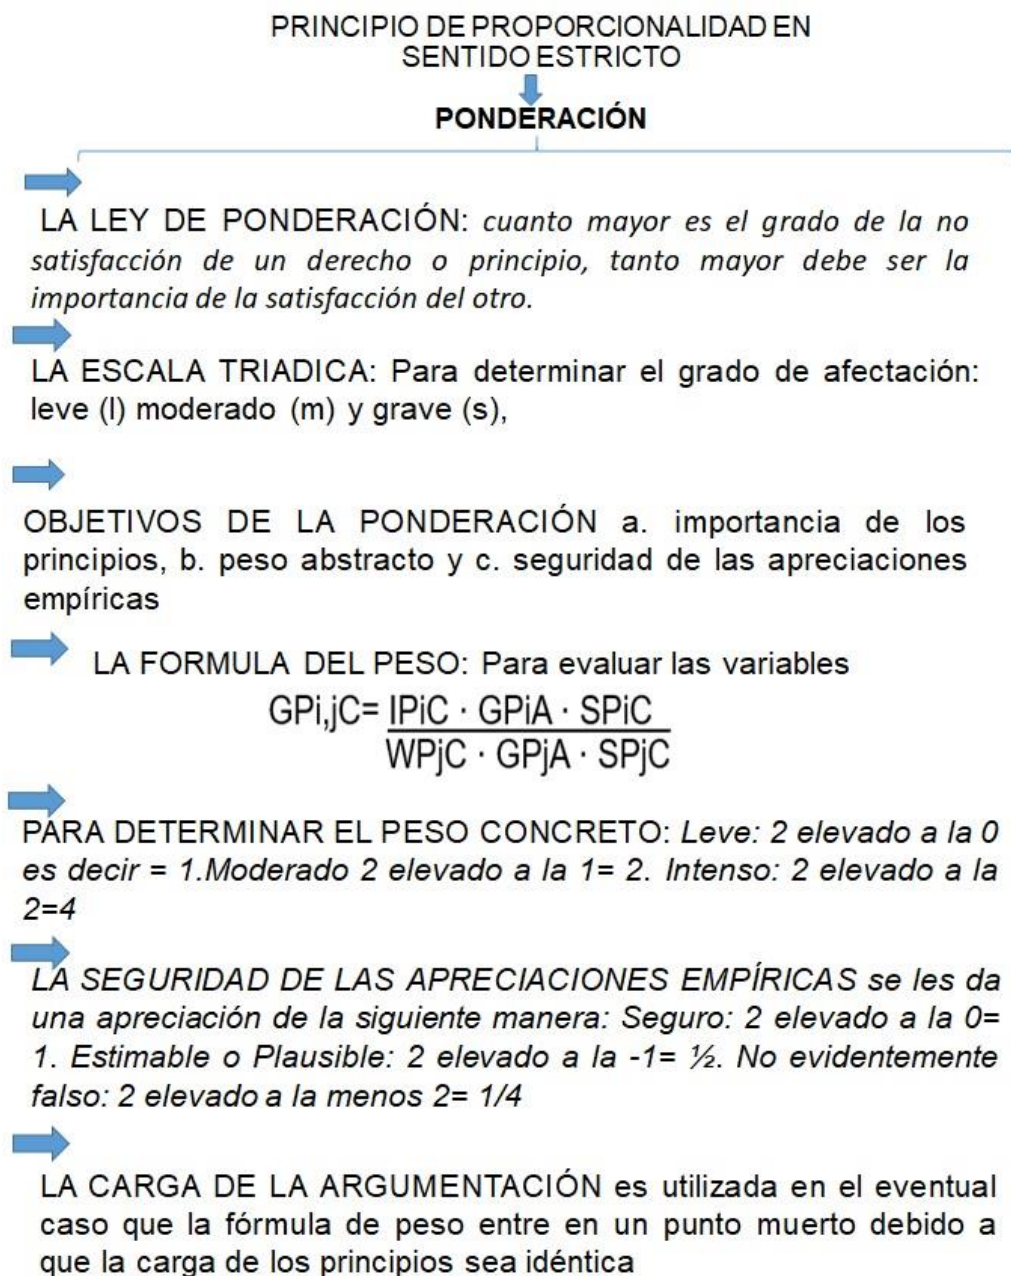 PRINCIPIO DE PROPORCIONALIDAD EN
SENTIDO ESTRICTO
PONDERACIÓN
LA LEY DE PONDERACIÓN: cuanto mayor es el grado de la no
satisfacción de un derecho o principio, tanto mayor debe ser la
importancia de la satisfacción del otro.
LA ESCALA TRIADICA: Para determinar el grado de afectación:
leve (l) moderado (m) y grave (s),
OBJETIVOS DE LA PONDERACIÓN a. importancia de los
principios, b. peso abstracto y c. seguridad de las apreciaciones
empíricas
LA FORMULA DEL PESO: Para evaluar las variables
GPi,jC= IPiC · GPiA · SPiC
WPjC · GPjA · SPjC
PARA DETERMINAR EL PESO CONCRETO: Leve: 2 elevado a la 0
es decir = 1.Moderado 2 elevado a la 1= 2. Intenso: 2 elevado a la
2=4
LA SEGURIDAD DE LAS APRECIACIONES EMPÍRICAS se les da
una apreciación de la siguiente manera: Seguro: 2 elevado a la 0=
1. Estimable o Plausible: 2 elevado a la -1= ½. No evidentemente
falso: 2 elevado a la menos 2= 1/4
LA CARGA DE LA ARGUMENTACIÓN es utilizada en el eventual
caso que la fórmula de peso entre en un punto muerto debido a
que la carga de los principios sea idéntica